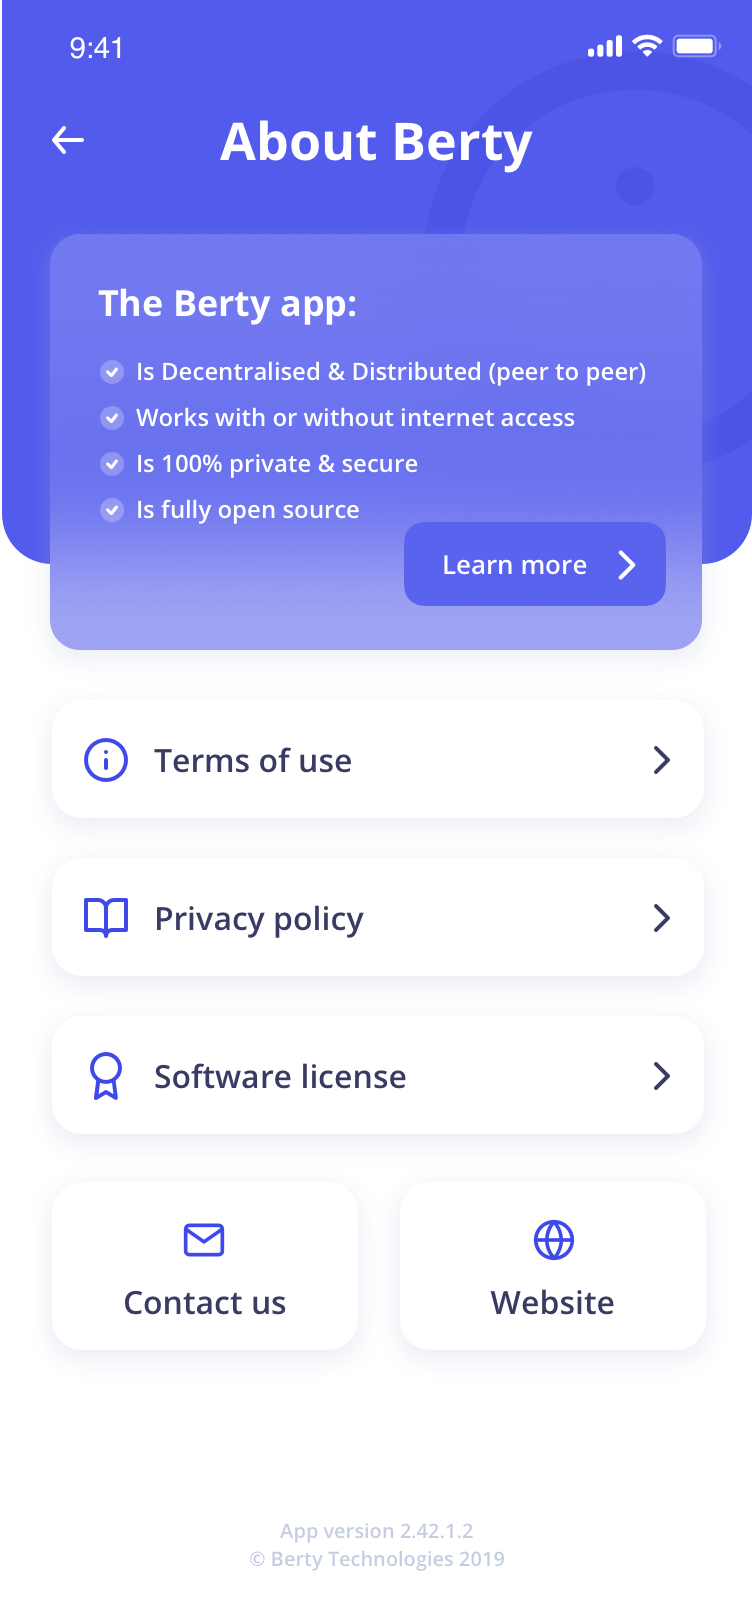 9:41
About Berty
The Berty app:
Is Decentralised & Distributed (peer to peer)
Works with or without internet access
Is 100% private & secure
Is fully open source
Learn more
Terms of use
Privacy policy
Software license
Contact us
Website
App version 2.42.1.2
© Berty Technologies 2019